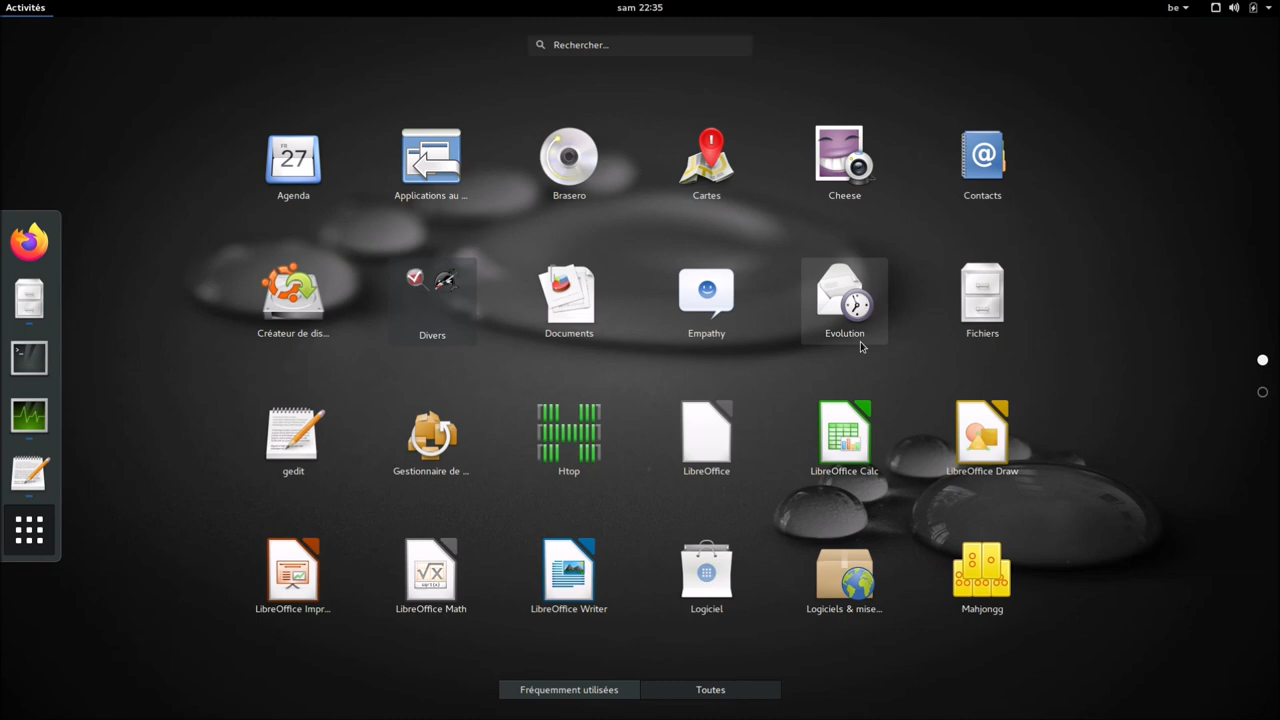 Activités
sam 22:35
be
Rechercher...
FR
27
Agenda
Applications au ...
Brasero
Cartes
Cheese
Contacts
Créateur de dis...
Divers
Documents
Empathy
Evolution
Fichiers
gedit
Gestionnaire de ...
Htop
LibreOffice
LibreOffice Calc
LibreOffice Draw
LibreOffice Impr...
LibreOffice Math
LibreOffice Writer
Logiciel
Logiciels & mise...
Mahjongg
Fréquemment utilisées
Toutes